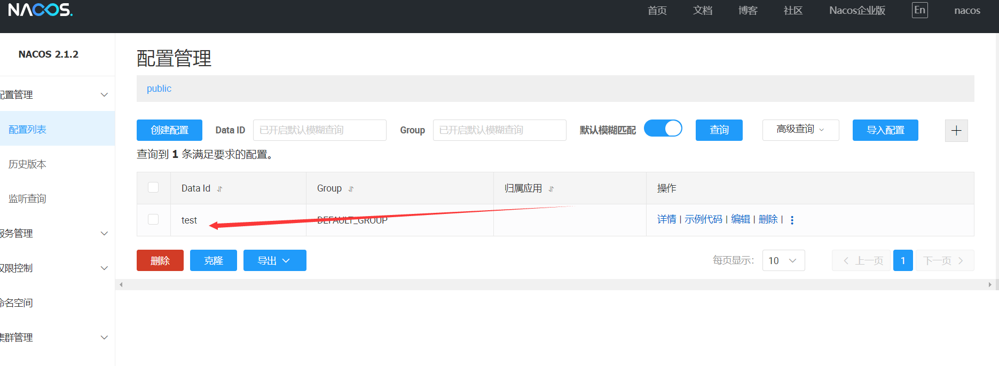 NACOS.
首页 文档 博客 社区 Nacos企业版 En nacos
NACOS 2.1.2
配置管理
配置列表
历史版本
监听查询
服务管理
权限控制
命名空间
集群管理
配置管理
public
创建配置 Data ID 已开启默认模糊查询 Group 已开启默认模糊查询 默认模糊匹配 查询 高级查询 导入配置
查询到 1 条满足要求的配置。
Data Id Group 归属应用 操作
test DEFAULT_GROUP 详情 | 示例代码 | 编辑 | 删除 |
删除 克隆 导出 每页显示: 10 上一页 1 下一页